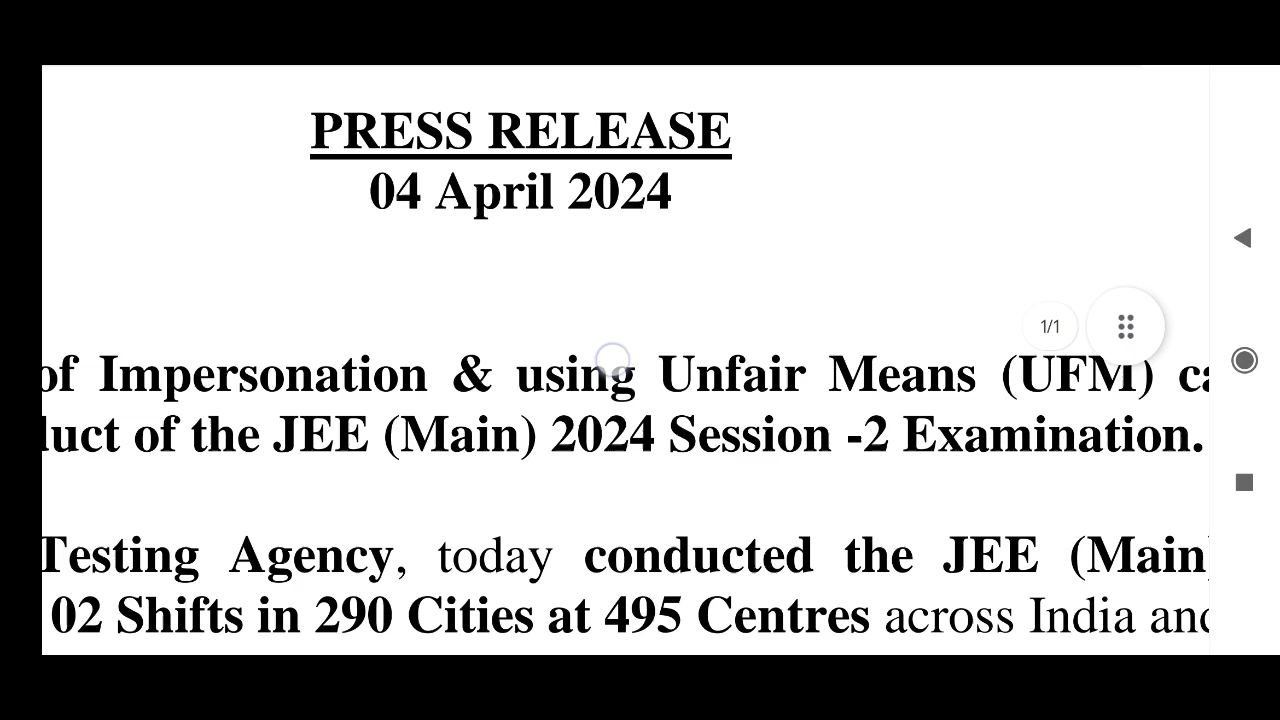 PRESS RELEASE
04 April 2024
1/1
of Impersonation & using Unfair Means (UFM)
of the JEE (Main) 2024 Session -2 Examination.
Testing Agency, today conducted the JEE (Main)
02 Shifts in 290 Cities at 495 Centres across India and